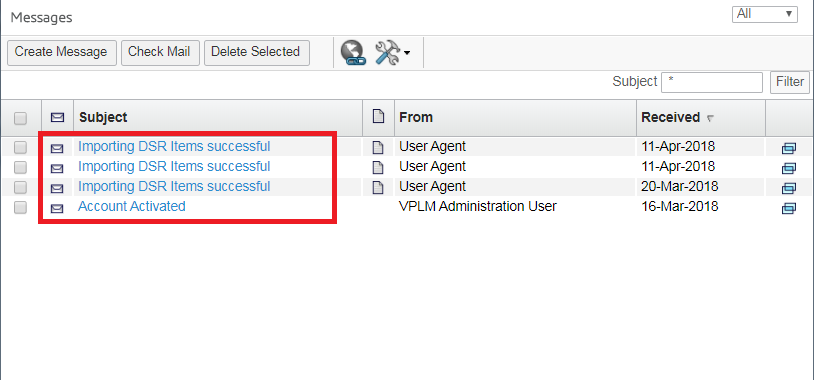 Messages All
Create Message Check Mail Delete Selected
Subject * Filter
Subject From Received
Importing DSR Items successful User Agent 11-Apr-2018
Importing DSR Items successful User Agent 11-Apr-2018
Importing DSR Items successful User Agent 20-Mar-2018
Account Activated VPLM Administration User 16-Mar-2018